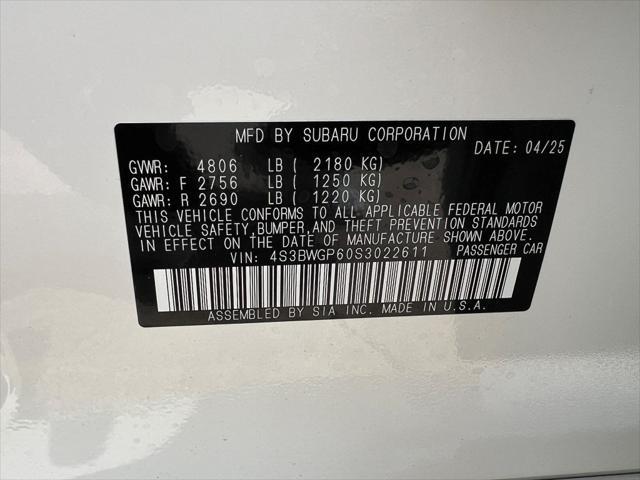 MFD BY SUBARU CORPORATION
DATE: 04/25
GVWR: 4806 LB ( 2180 KG)
GAWR: F 2756 LB ( 1250 KG)
GAWR: R 2690 LB ( 1220 KG)
THIS VEHICLE CONFORMS TO ALL APPLICABLE FEDERAL MOTOR
VEHICLE SAFETY, BUMPER, AND THEFT PREVENTION STANDARDS
IN EFFECT ON THE DATE OF MANUFACTURE SHOWN ABOVE.
VIN: 4S3BWGP60S3022611 PASSENGER CAR
ASSEMBLED BY SIA INC. MADE IN U.S.A.